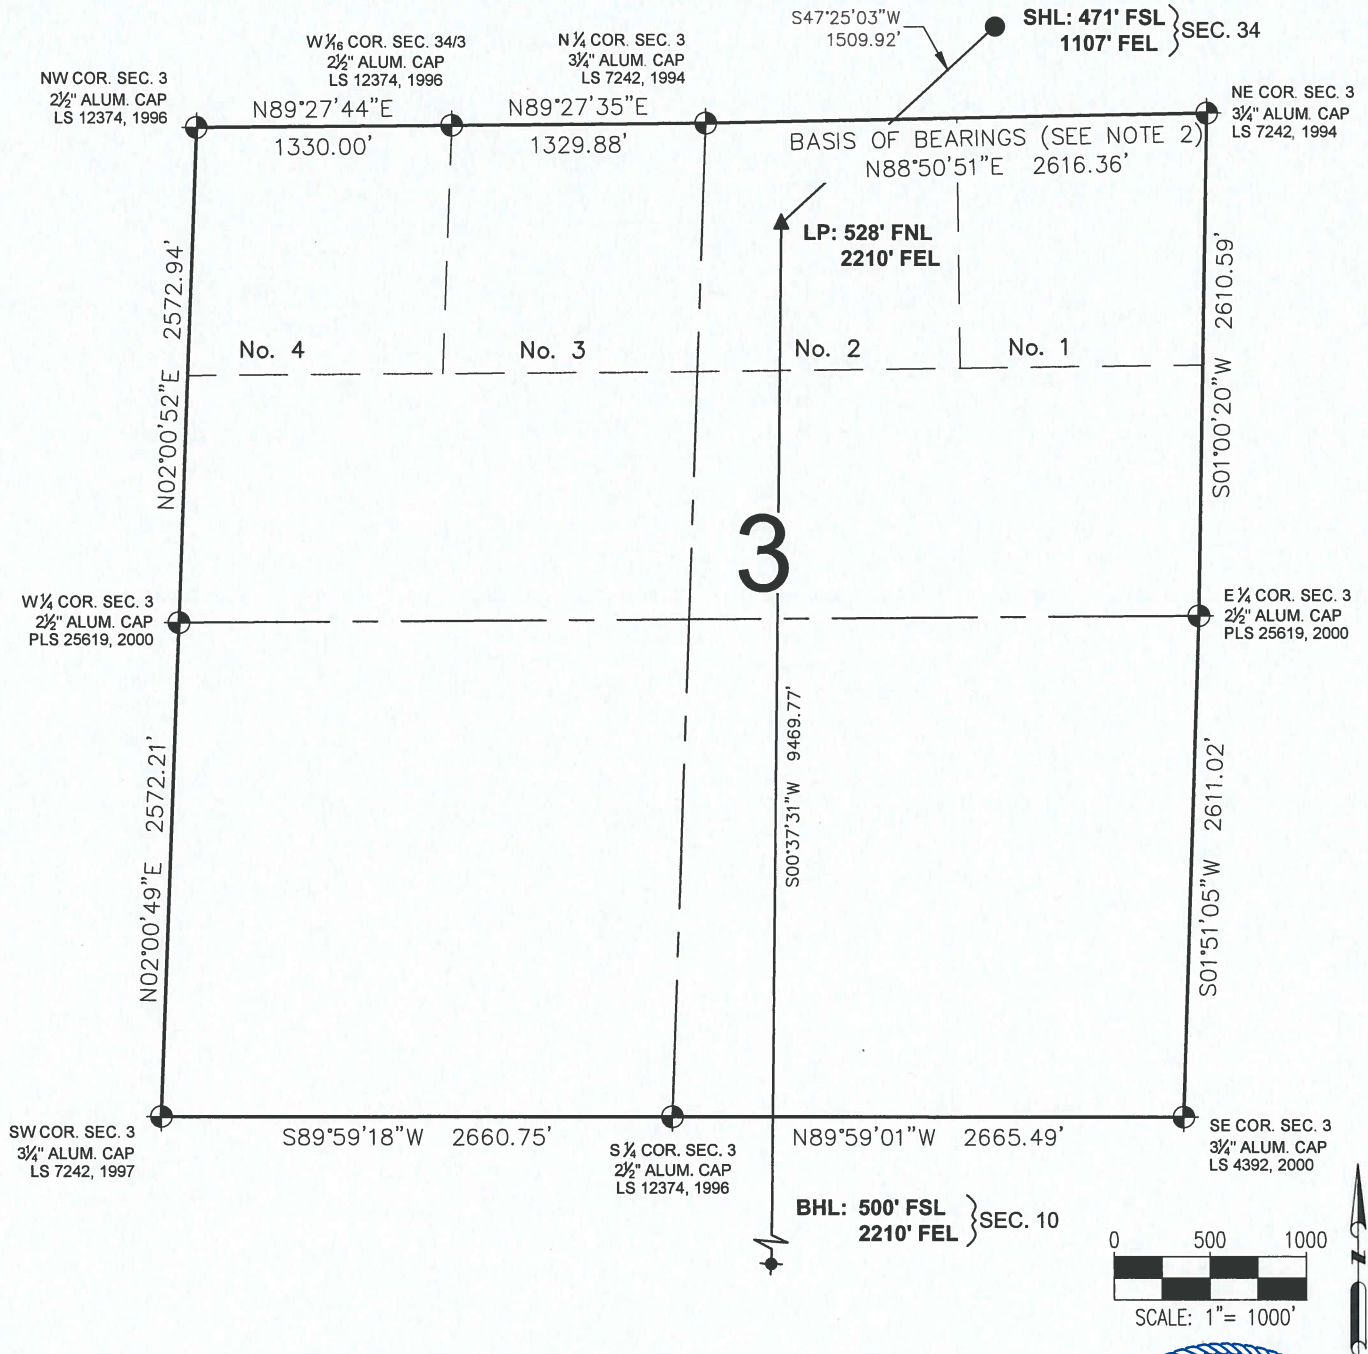 S47°25'03"W
1509.92'
SHL: 471' FSL
1107' FEL
SEC. 34
W 1/16 COR. SEC. 34/3
2½" ALUM. CAP
LS 12374, 1996
N ¼ COR. SEC. 3
3¼" ALUM. CAP
LS 7242, 1994
NW COR. SEC. 3
2½" ALUM. CAP
LS 12374, 1996
NE COR. SEC. 3
3¼" ALUM. CAP
LS 7242, 1994
N89°27'44"E
1330.00'
N89°27'35"E
1329.88'
BASIS OF BEARINGS (SEE NOTE 2)
N88°50'51"E 2616.36'
LP: 528' FNL
2210' FEL
N02°00'52"E 2572.94'
S01°00'20"W 2610.59'
No. 4
No. 3
No. 2
No. 1
3
W ¼ COR. SEC. 3
2½" ALUM. CAP
PLS 25619, 2000
E ¼ COR. SEC. 3
2½" ALUM. CAP
PLS 25619, 2000
S00°37'31"W 9469.77'
N02°00'49"E 2572.21'
S01°51'05"W 2611.02'
SW COR. SEC. 3
3¼" ALUM. CAP
LS 7242, 1997
S89°59'18"W 2660.75'
S ¼ COR. SEC. 3
2½" ALUM. CAP
LS 12374, 1996
N89°59'01"W 2665.49'
SE COR. SEC. 3
3¼" ALUM. CAP
LS 4392, 2000
BHL: 500' FSL
2210' FEL
SEC. 10
0 500 1000
SCALE: 1"= 1000'
N